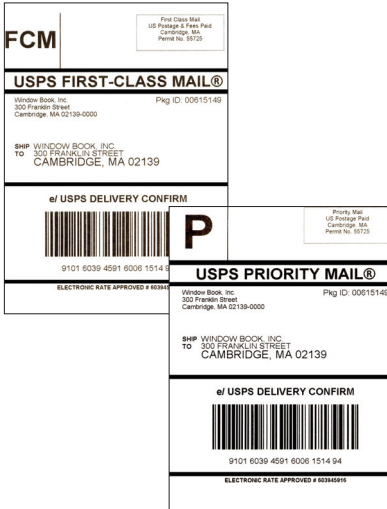 FCM
First Class Mail
US Postage & Fees Paid
Cambridge, MA
Permit No. 55725
USPS FIRST-CLASS MAIL®
Window Book, Inc.
300 Franklin Street
Cambridge, MA 02139-0000
Pkg ID: 00615149
SHIP TO
WINDOW BOOK, INC.
300 FRANKLIN STREET
CAMBRIDGE, MA 02139
e/ USPS DELIVERY CONFIRM
9101 6039 4591 6006 1514 9
ELECTRONIC RATE APPROVED # 603945
P
Priority Mail
US Postage Paid
Cambridge, MA
Permit No. 55725
USPS PRIORITY MAIL®
Window Book, Inc.
300 Franklin Street
Cambridge, MA 02139-0000
Pkg ID: 00615149
SHIP TO
WINDOW BOOK, INC.
300 FRANKLIN STREET
CAMBRIDGE, MA 02139
e/ USPS DELIVERY CONFIRM
9101 6039 4591 6006 1514 94
ELECTRONIC RATE APPROVED # 603945916